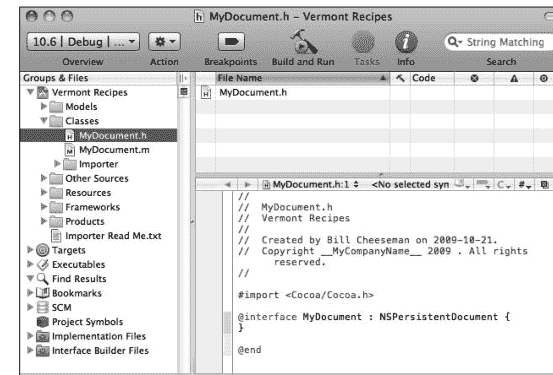 MyDocument.h – Vermont Recipes
10.6 | Debug | ...
String Matching
Overview Action Breakpoints Build and Run Tasks Info Search
Groups & Files
File Name Code
MyDocument.h
Vermont Recipes
Models
Classes
MyDocument.h
MyDocument.m
Importer
Other Sources
Resources
Frameworks
Products
Importer Read Me.txt
Targets
Executables
Find Results
Bookmarks
SCM
Project Symbols
Implementation Files
Interface Builder Files
MyDocument.h:1 <No selected syn C #
//
// MyDocument.h
// Vermont Recipes
//
// Created by Bill Cheeseman on 2009-10-21.
// Copyright __MyCompanyName__ 2009 . All rights
reserved.
//
#import <Cocoa/Cocoa.h>
@interface MyDocument : NSPersistentDocument {
}
@end